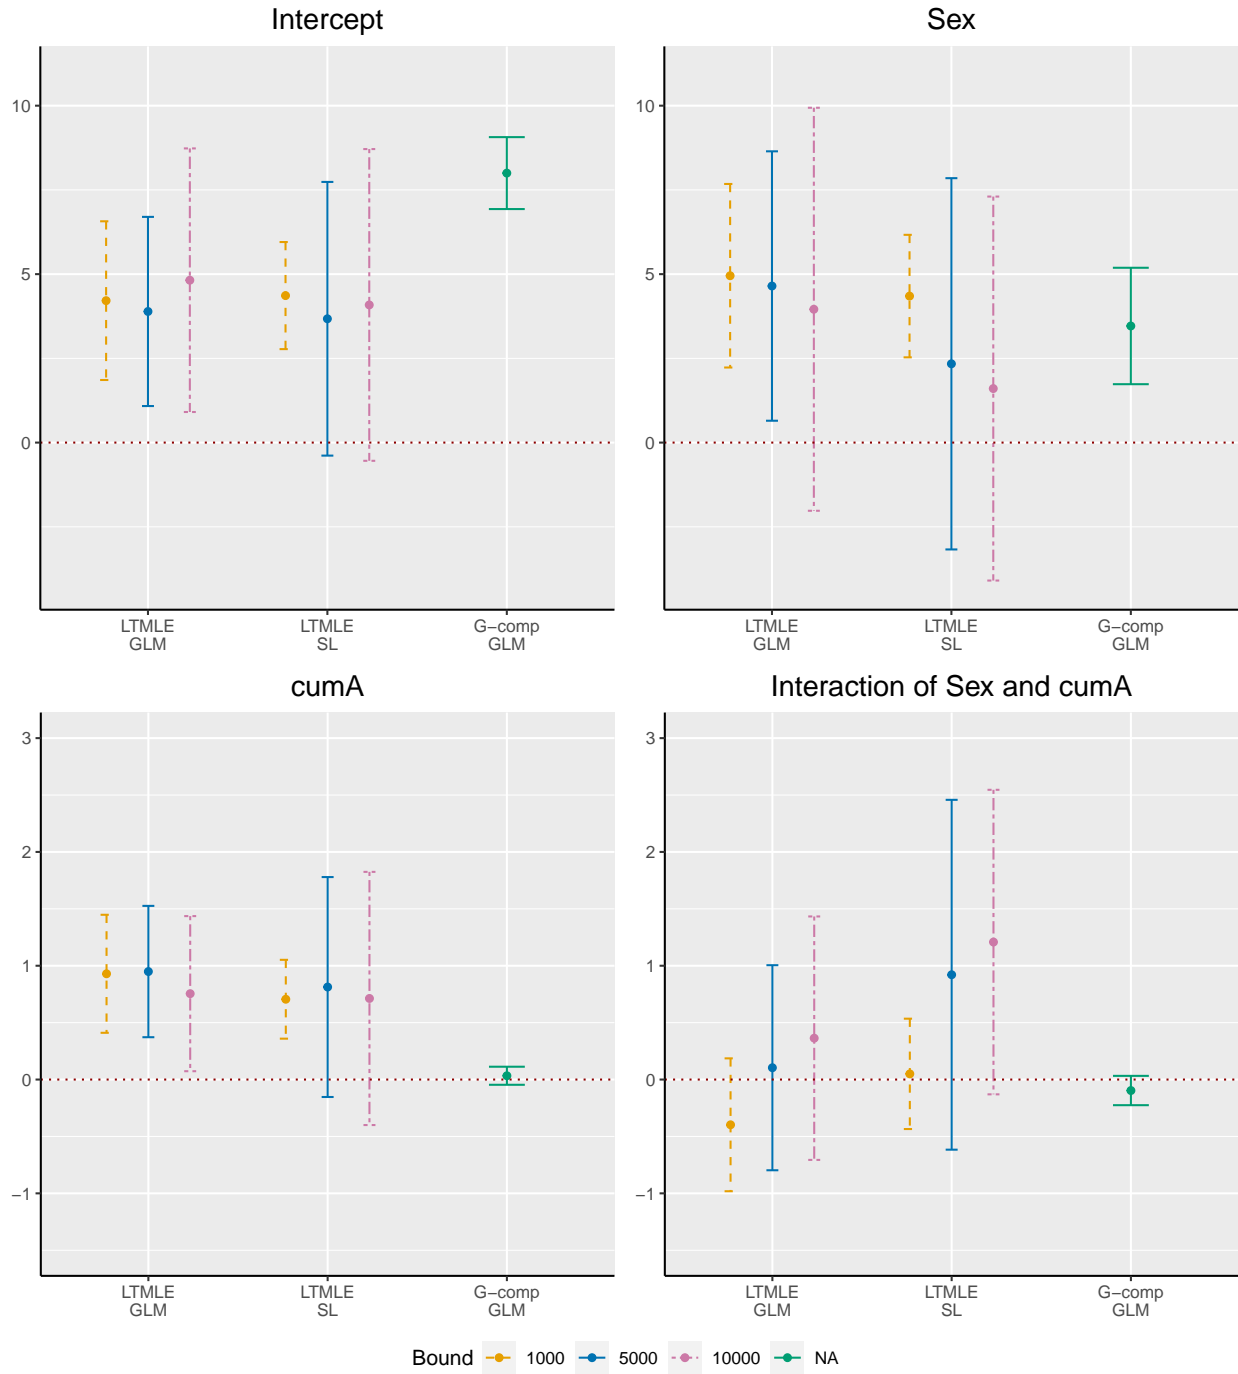 Intercept
Sex
10
5
0
10
5
0
LTMLE
GLM
LTMLE
SL
G−comp
GLM
LTMLE
GLM
LTMLE
SL
G−comp
GLM
cumA
Interaction of Sex and cumA
3
2
1
0
−1
3
2
1
0
−1
LTMLE
GLM
LTMLE
SL
G−comp
GLM
LTMLE
GLM
LTMLE
SL
G−comp
GLM
Bound 1000 5000 10000 NA